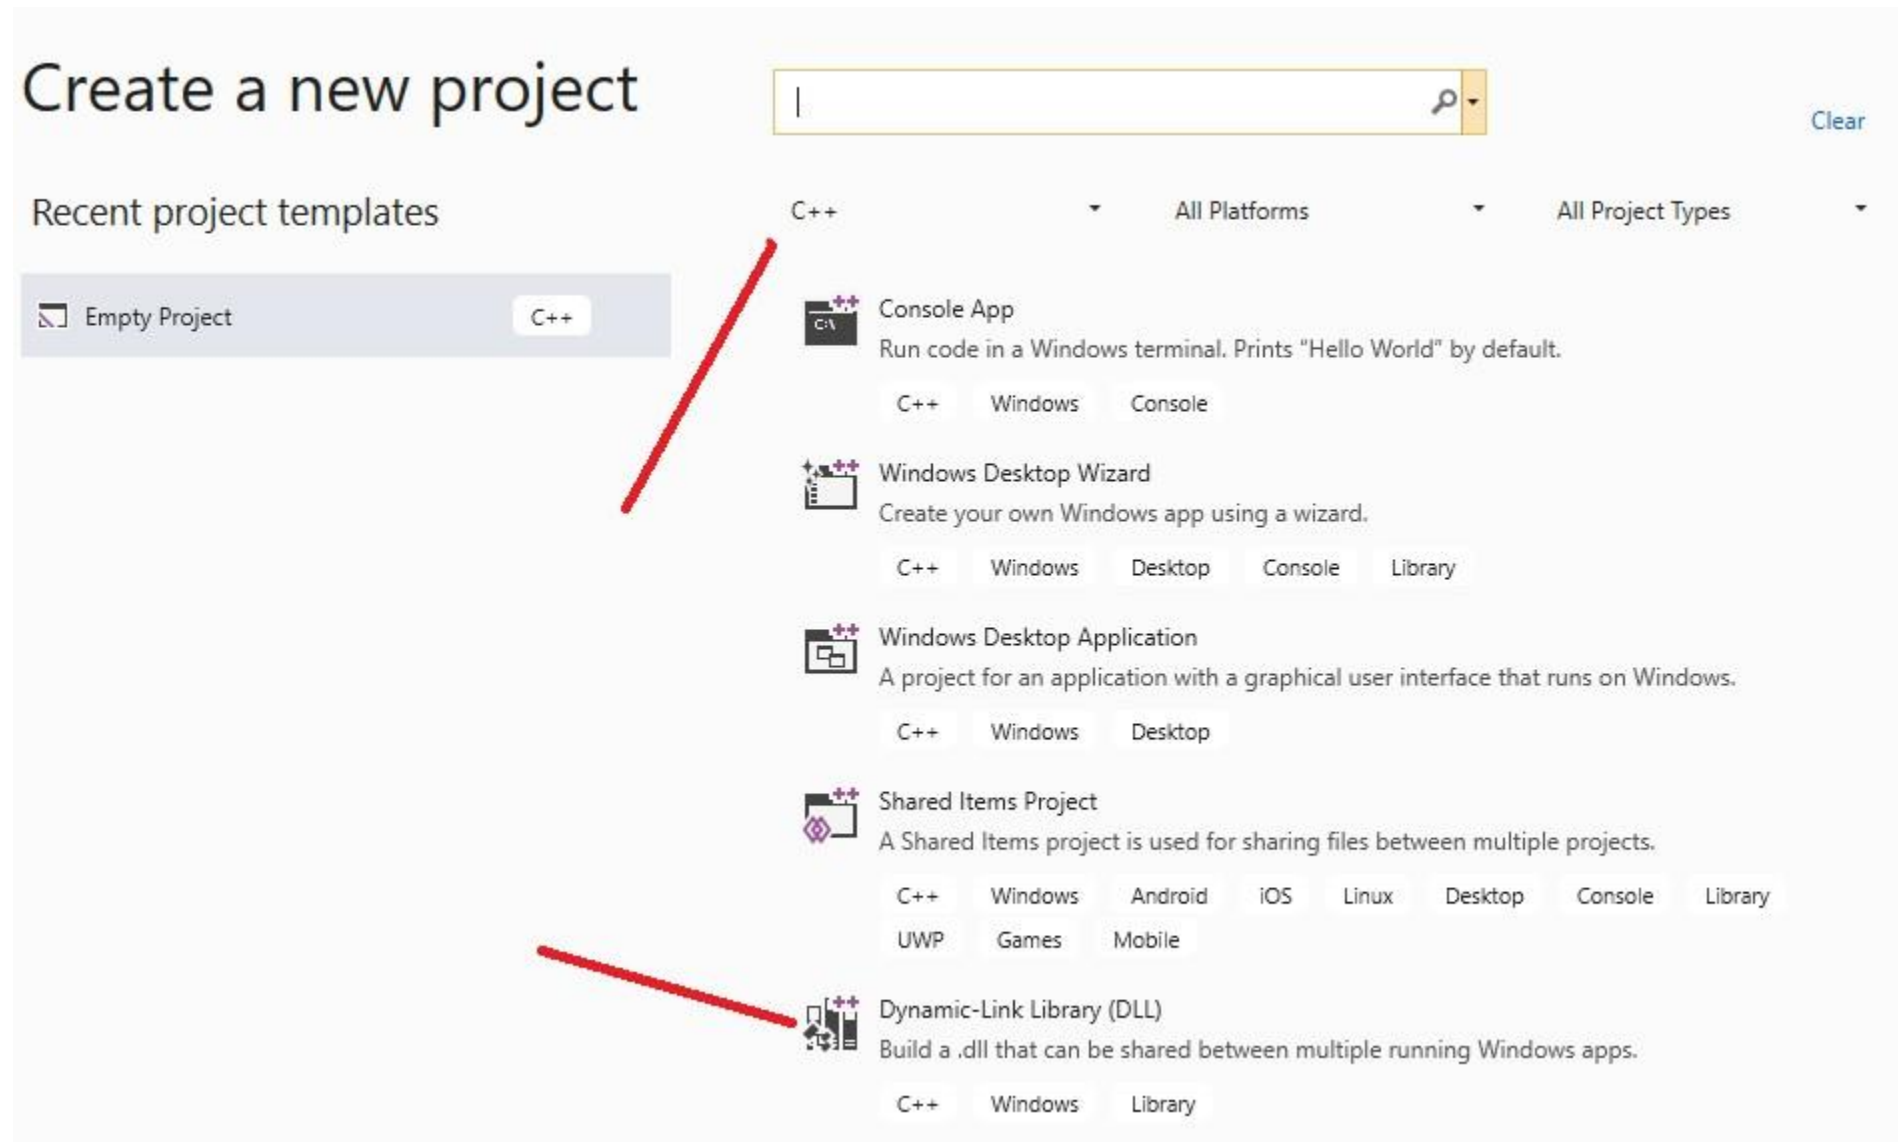 Create a new project
Clear
Recent project templates
C++ All Platforms All Project Types
Empty Project C++
Console App
Run code in a Windows terminal. Prints "Hello World" by default.
C++ Windows Console
Windows Desktop Wizard
Create your own Windows app using a wizard.
C++ Windows Desktop Console Library
Windows Desktop Application
A project for an application with a graphical user interface that runs on Windows.
C++ Windows Desktop
Shared Items Project
A Shared Items project is used for sharing files between multiple projects.
C++ Windows Android iOS Linux Desktop Console Library
UWP Games Mobile
Dynamic-Link Library (DLL)
Build a .dll that can be shared between multiple running Windows apps.
C++ Windows Library